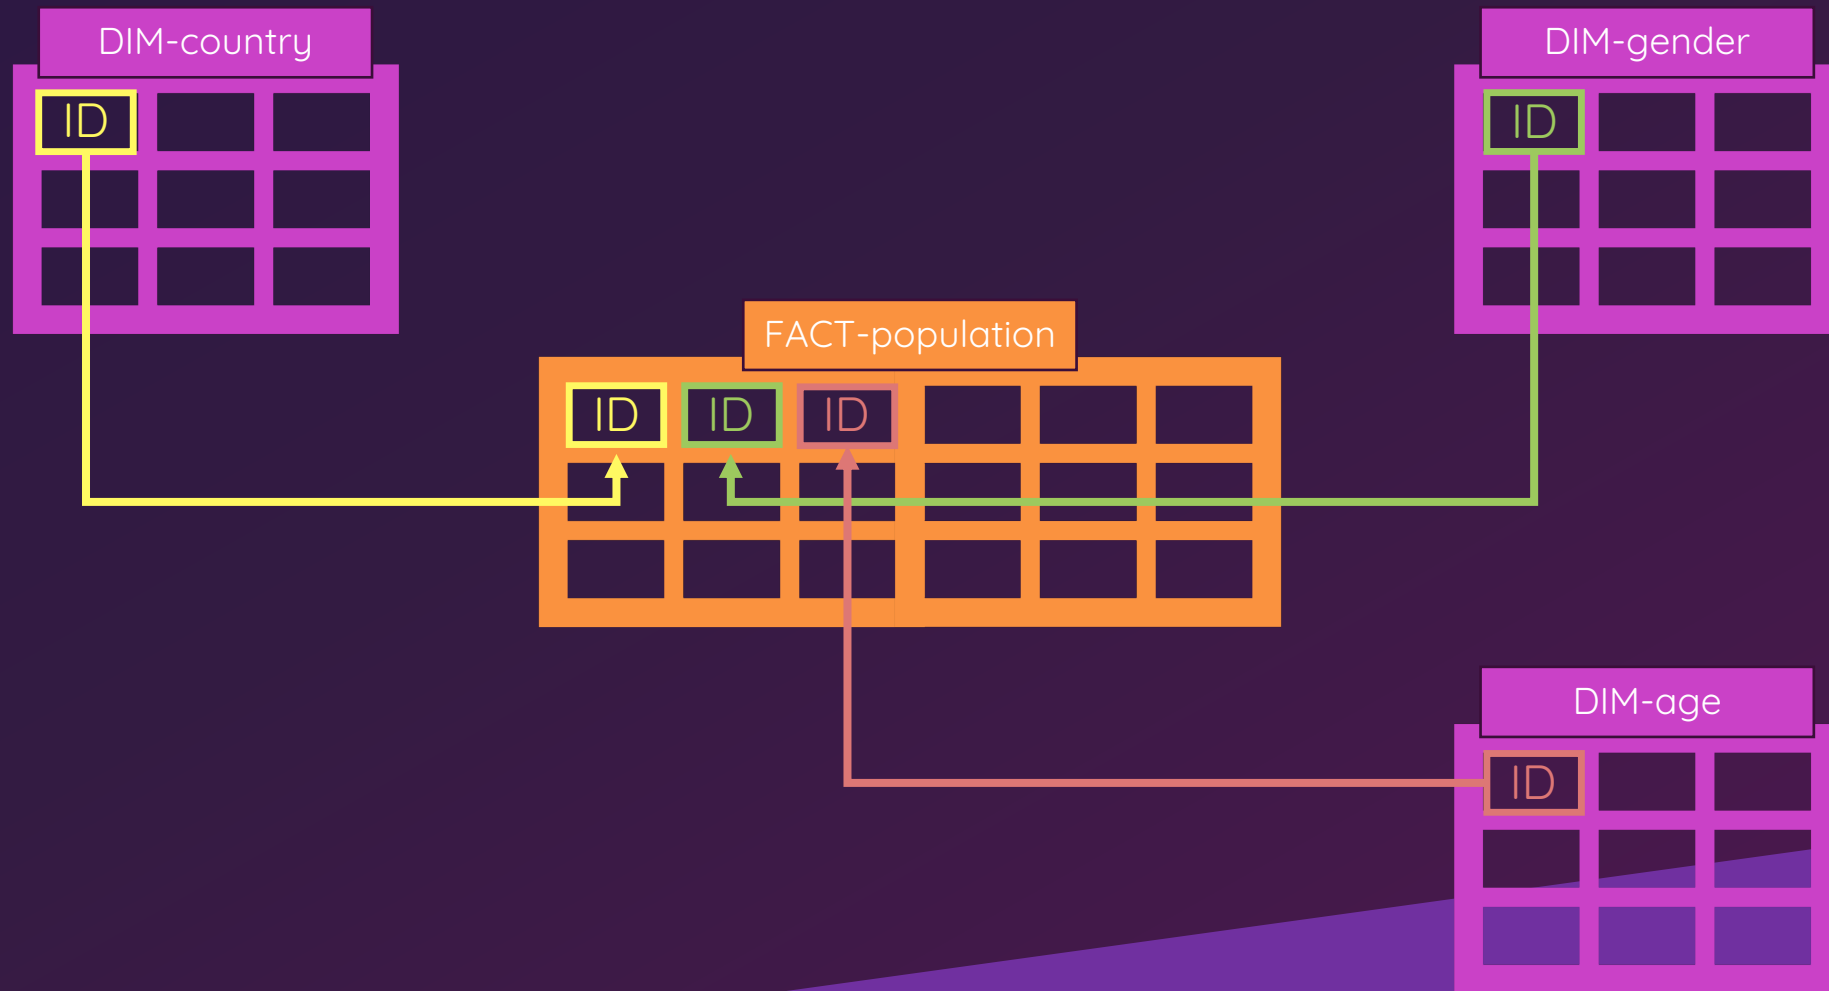 DIM-country
DIM-gender
ID
ID
FACT-population
ID
ID
ID
DIM-age
ID